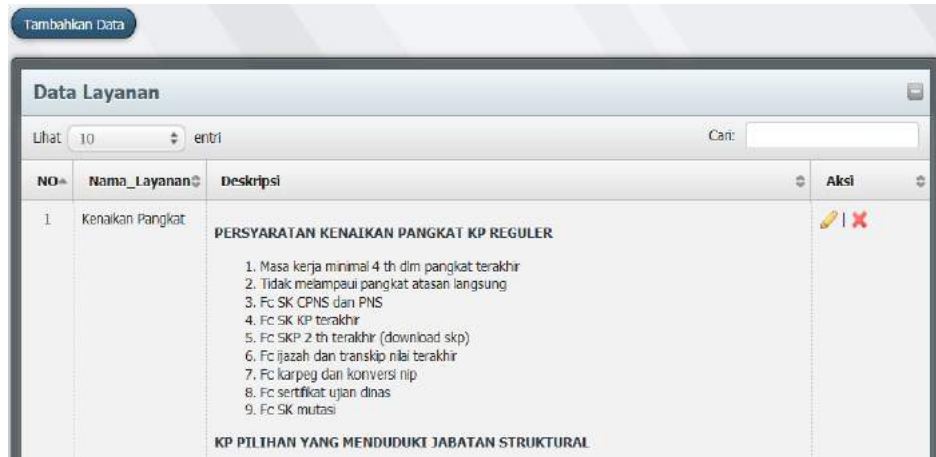 Tambahkan Data
Data Layanan
Lihat 10 entri Cari:
NO Nama_Layanan Deskripsi Aksi
1 Kenaikan Pangkat
PERSYARATAN KENAIKAN PANGKAT KP REGULER
1. Masa kerja minimal 4 th dlm pangkat terakhir
2. Tidak melampaui pangkat atasan langsung
3. Fc SK CPNS dan PNS
4. Fc SK KP terakhir
5. Fc SKP 2 th terakhir (download skp)
6. Fc ijazah dan transkip nilai terakhir
7. Fc karpeg dan konversi nip
8. Fc sertfikat ujian dinas
9. Fc SK mutasi
KP PILIHAN YANG MENDUDUKI JABATAN STRUKTURAL